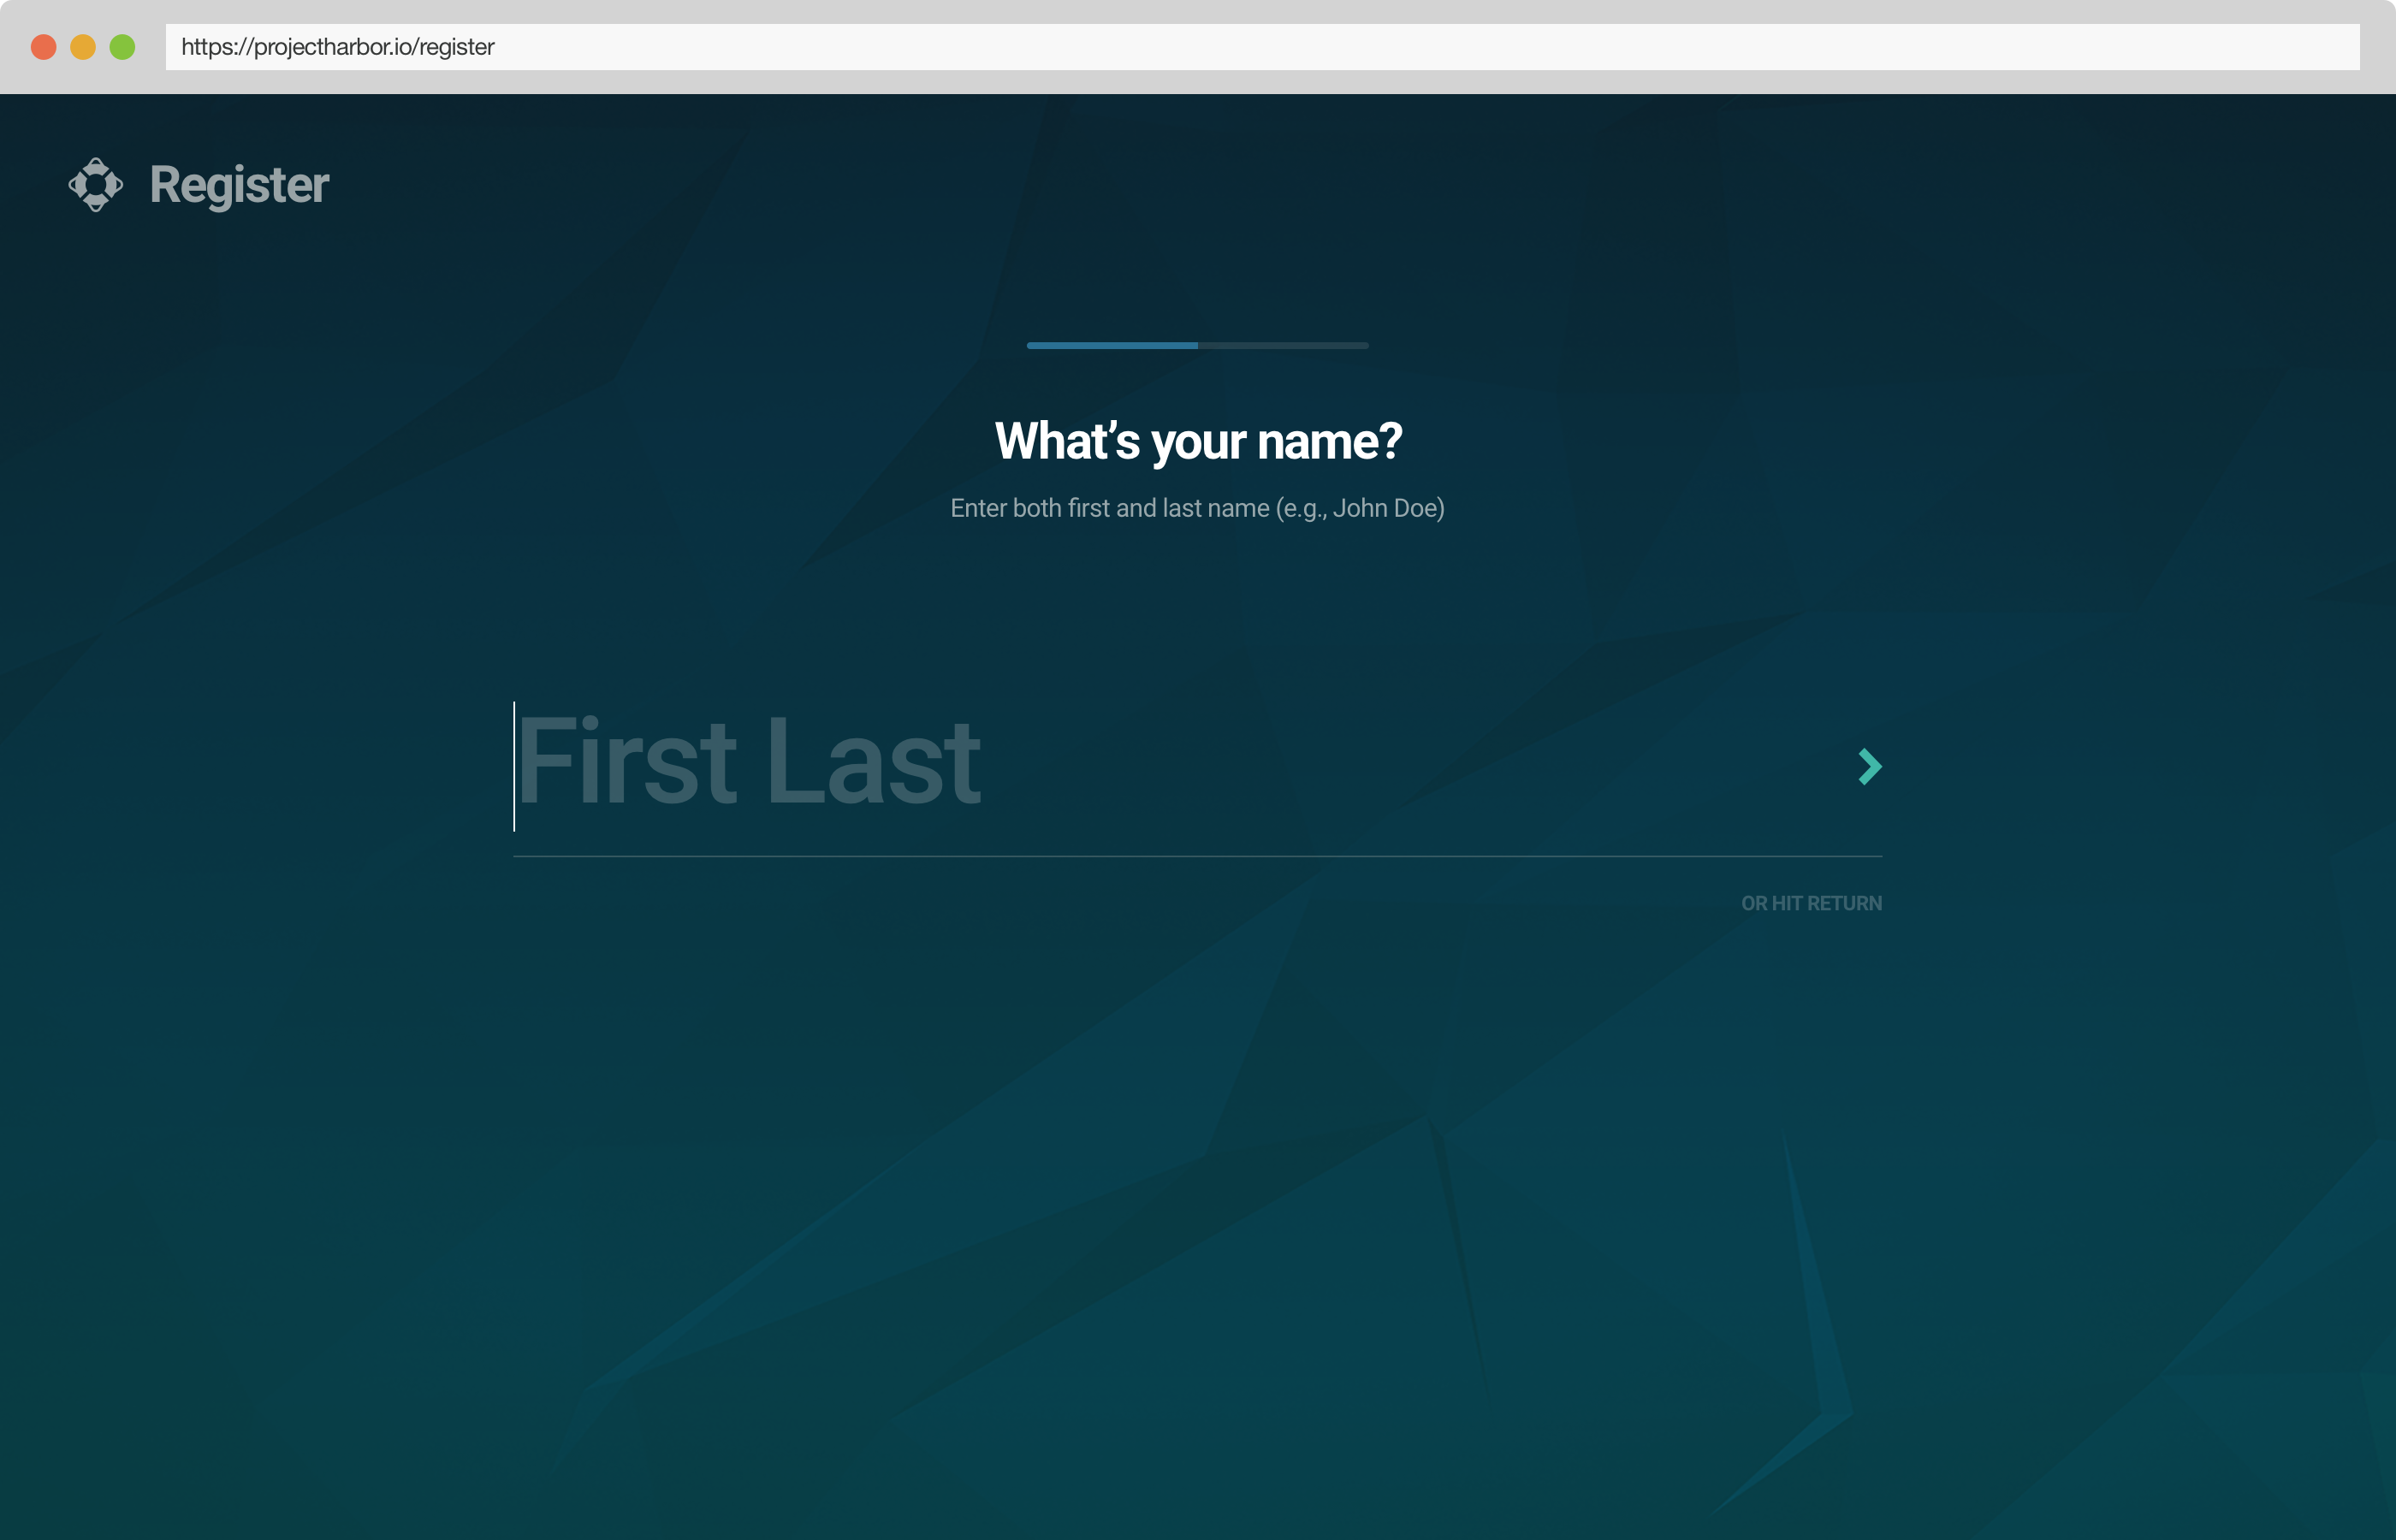 https://projectharbor.io/register
Register
What's your name?
Enter both first and last name (e.g., John Doe)
First Last
OR HIT RETURN